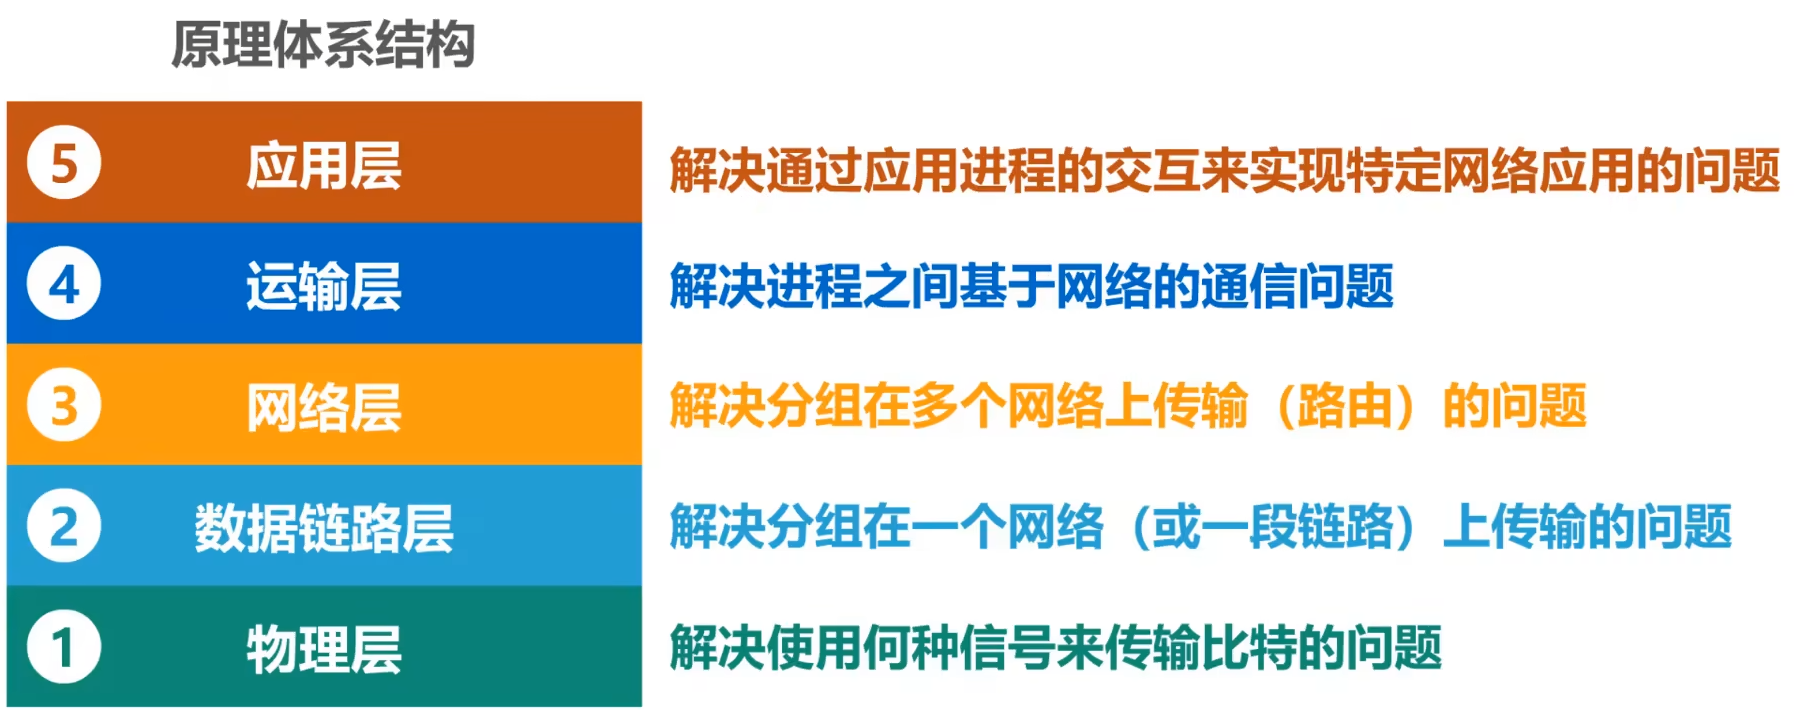 原理体系结构
5 应用层 解决通过应用进程的交互来实现特定网络应用的问题
4 运输层 解决进程之间基于网络的通信问题
3 网络层 解决分组在多个网络上传输（路由）的问题
2 数据链路层 解决分组在一个网络（或一段链路）上传输的问题
1 物理层 解决使用何种信号来传输比特的问题